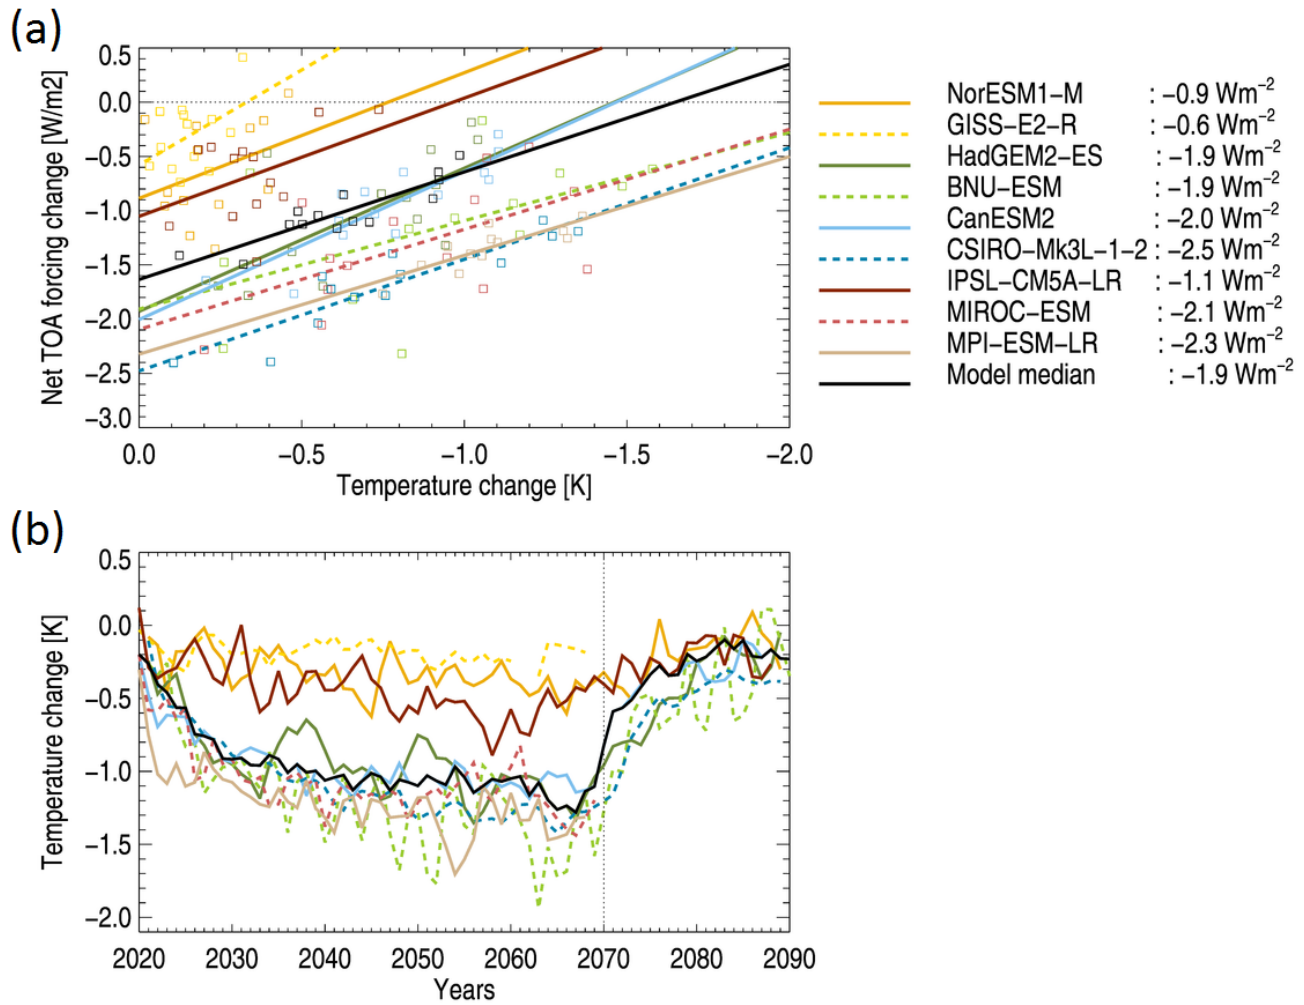 (a)
Net TOA forcing change [W/m2]
0.5
0.0
−0.5
−1.0
−1.5
−2.0
−2.5
−3.0
0.0 −0.5 −1.0 −1.5 −2.0
Temperature change [K]
NorESM1−M : −0.9 Wm−2
GISS−E2−R : −0.6 Wm−2
HadGEM2−ES : −1.9 Wm−2
BNU−ESM : −1.9 Wm−2
CanESM2 : −2.0 Wm−2
CSIRO−Mk3L−1−2 : −2.5 Wm−2
IPSL−CM5A−LR : −1.1 Wm−2
MIROC−ESM : −2.1 Wm−2
MPI−ESM−LR : −2.3 Wm−2
Model median : −1.9 Wm−2
(b)
Temperature change [K]
0.5
0.0
−0.5
−1.0
−1.5
−2.0
2020 2030 2040 2050 2060 2070 2080 2090
Years